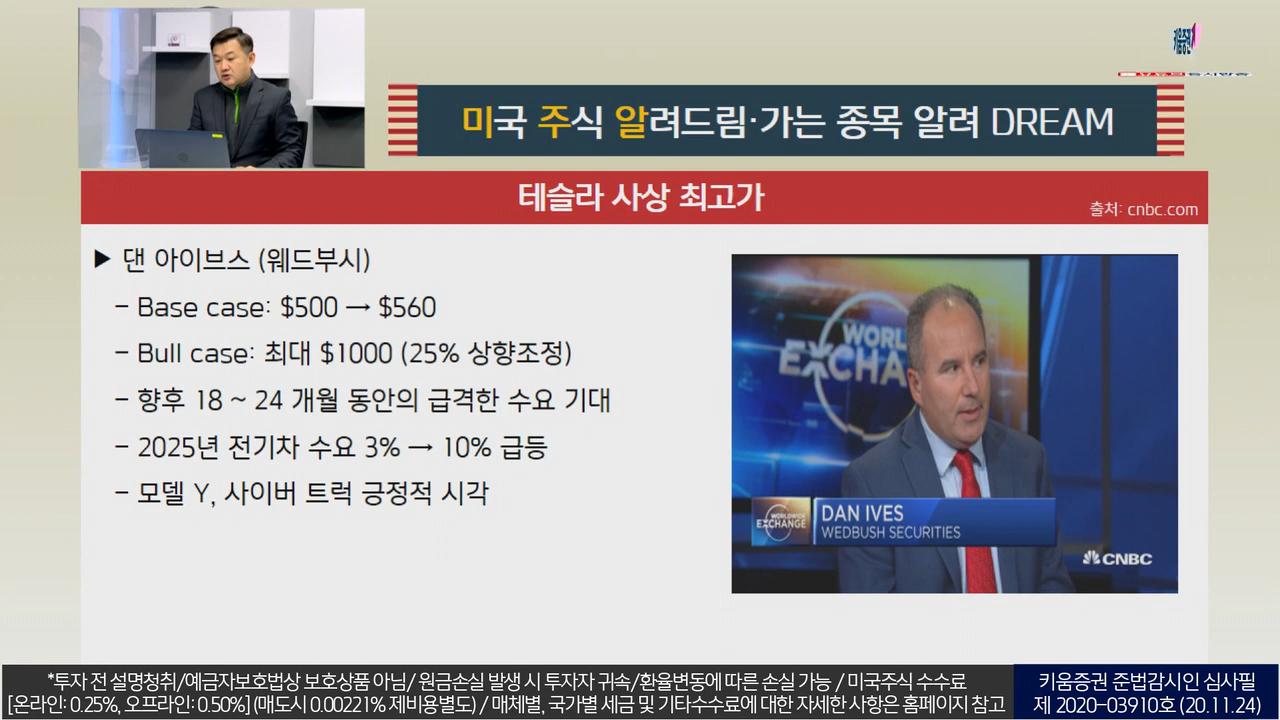 키움증권
미국 주식 알려드림·가는 종목 알려 DREAM
테슬라 사상 최고가
출처: cnbc.com
▶ 댄 아이브스 (웨드부시)
– Base case: $500 → $560
– Bull case: 최대 $1000 (25% 상향조정)
– 향후 18 ~ 24 개월 동안의 급격한 수요 기대
– 2025년 전기차 수요 3% → 10% 급등
– 모델 Y, 사이버 트럭 긍정적 시각
WORL
EXCHA
WORLDWIDE
EXCHANGE
DAN IVES
WEDBUSH SECURITIES
CNBC
*투자 전 설명청취/예금자보호법상 보호상품 아님/ 원금손실 발생 시 투자자 귀속/환율변동에 따른 손실 가능 / 미국주식 수수료
[온라인: 0.25%, 오프라인: 0.50%] (매도시 0.00221% 제비용별도) / 매체별, 국가별 세금 및 기타수수료에 대한 자세한 사항은 홈페이지 참고
키움증권 준법감시인 심사필
제 2020-03910호 (20.11.24)